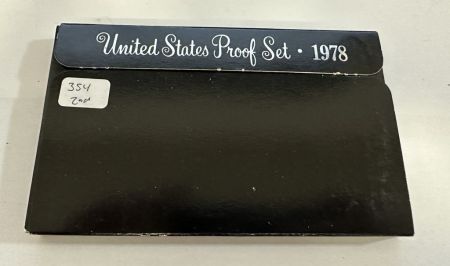 United States Proof Set · 1978
354
2nd